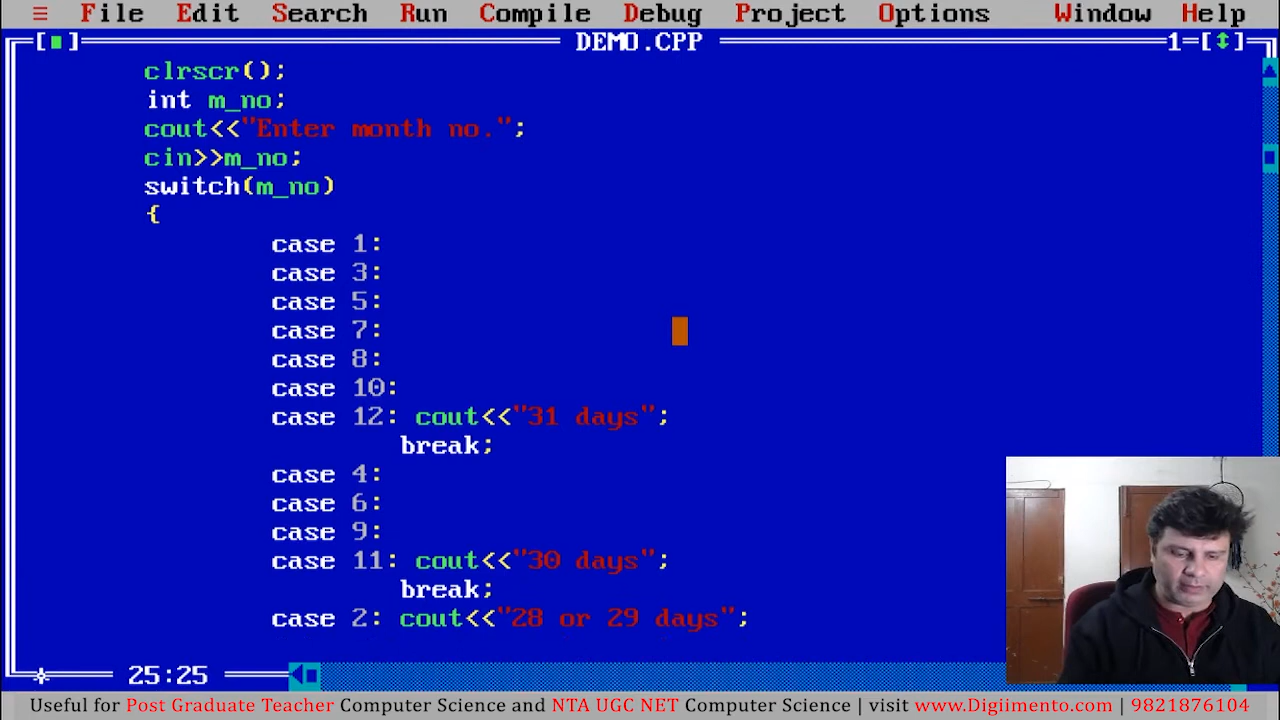 ≡ File Edit Search Run Compile Debug Project Options Window Help
[■] DEMO.CPP 1=[↕]
clrscr();
int m_no;
cout<<"Enter month no.";
cin>>m_no;
switch(m_no)
{
case 1:
case 3:
case 5:
case 7:
case 8:
case 10:
case 12: cout<<"31 days";
break;
case 4:
case 6:
case 9:
case 11: cout<<"30 days";
break;
case 2: cout<<"28 or 29 days";
25:25
Useful for Post Graduate Teacher Computer Science and NTA UGC NET Computer Science | visit www.Digiimento.com | 9821876104